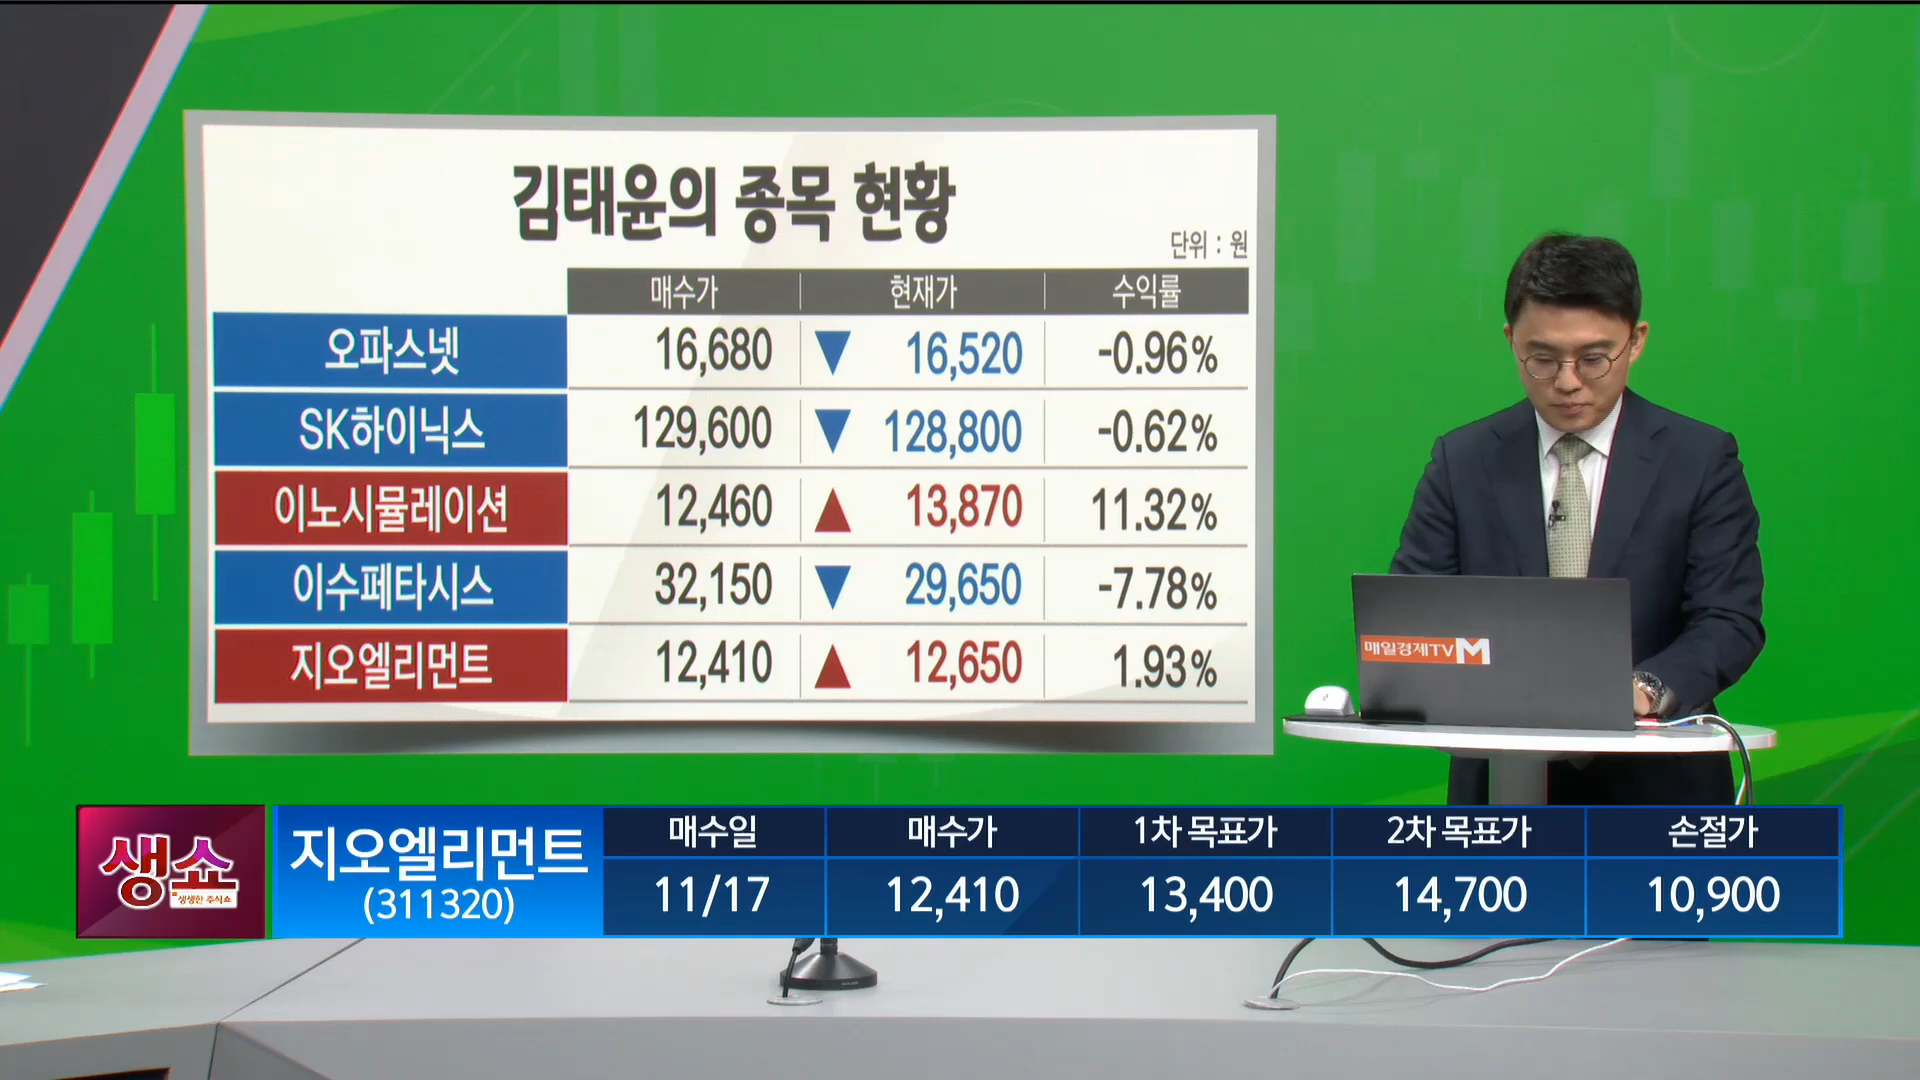 김태윤의 종목 현황
단위 : 원
매수가 현재가 수익률
오파스넷 16,680 ▼ 16,520 -0.96%
SK하이닉스 129,600 ▼ 128,800 -0.62%
이노시뮬레이션 12,460 ▲ 13,870 11.32%
이수페타시스 32,150 ▼ 29,650 -7.78%
지오엘리먼트 12,410 ▲ 12,650 1.93%
매일경제TV M
생쇼
생생한 주식쇼
지오엘리먼트
(311320)
매수일 매수가 1차 목표가 2차 목표가 손절가
11/17 12,410 13,400 14,700 10,900